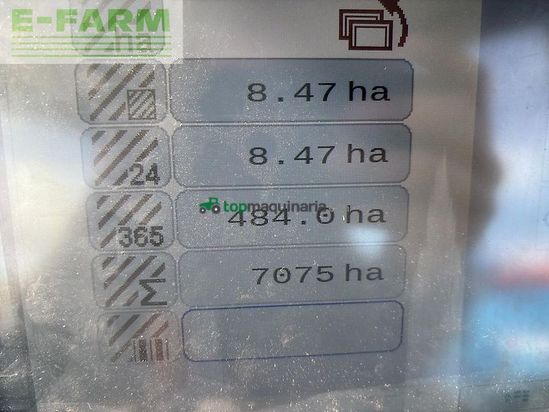 E-FARM
ha
8.47 ha
24 8.47 ha
topmaquinaria
365 484.0 ha
Σ 7075 ha